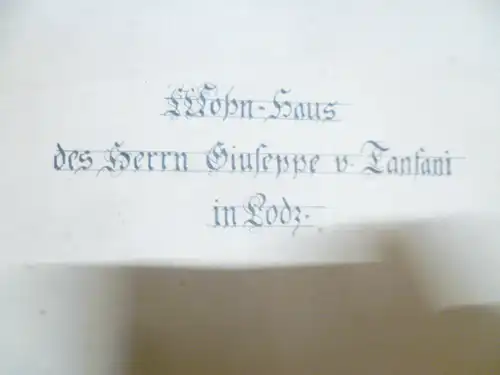 Wohn-Haus
des Herrn Giuseppe v. Tanfani
in Lodz.